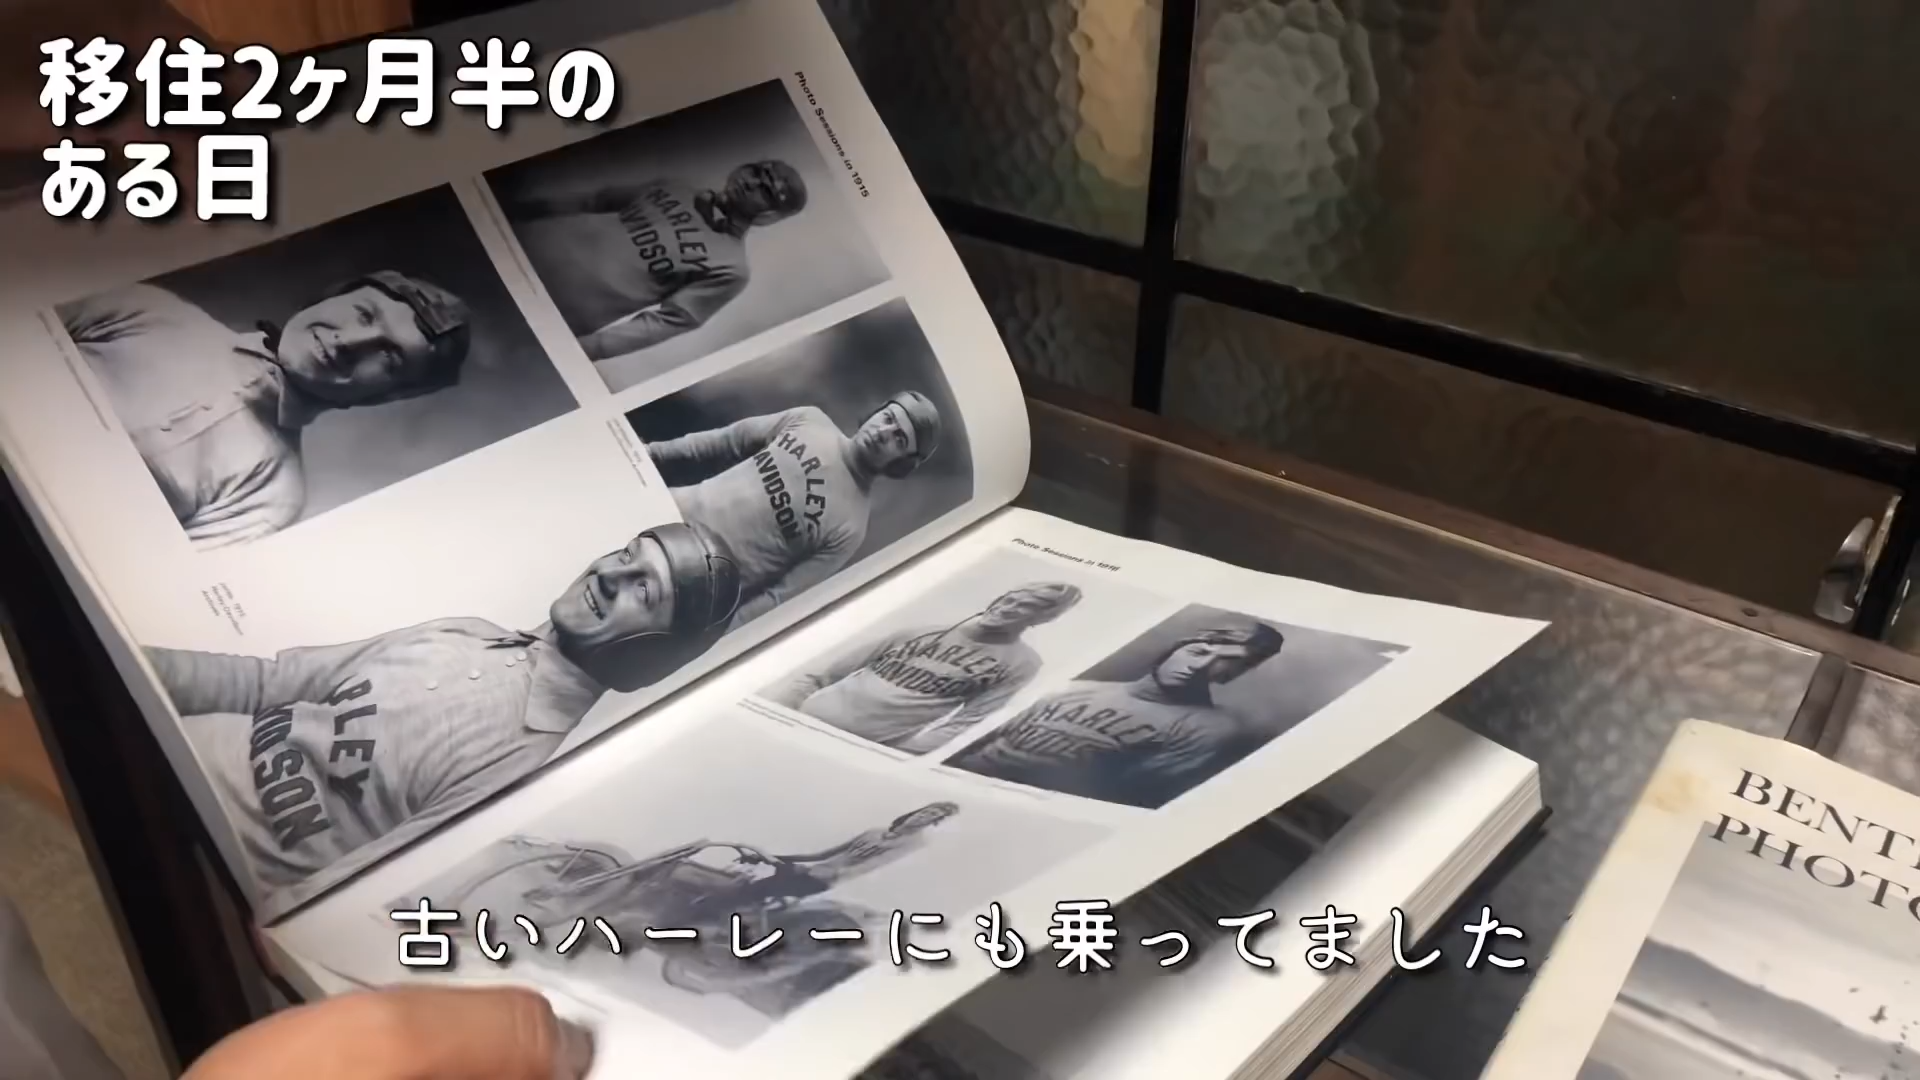 移住2ヶ月半の
ある日
Photo Sessions in 1915
HARLEY
DAVIDSON
HARLEY
DAVIDSON
Photo Sessions in 1916
HARLEY
DAVIDSON
HARLEY
BENT
PHOTO
古いハーレーにも乗ってました